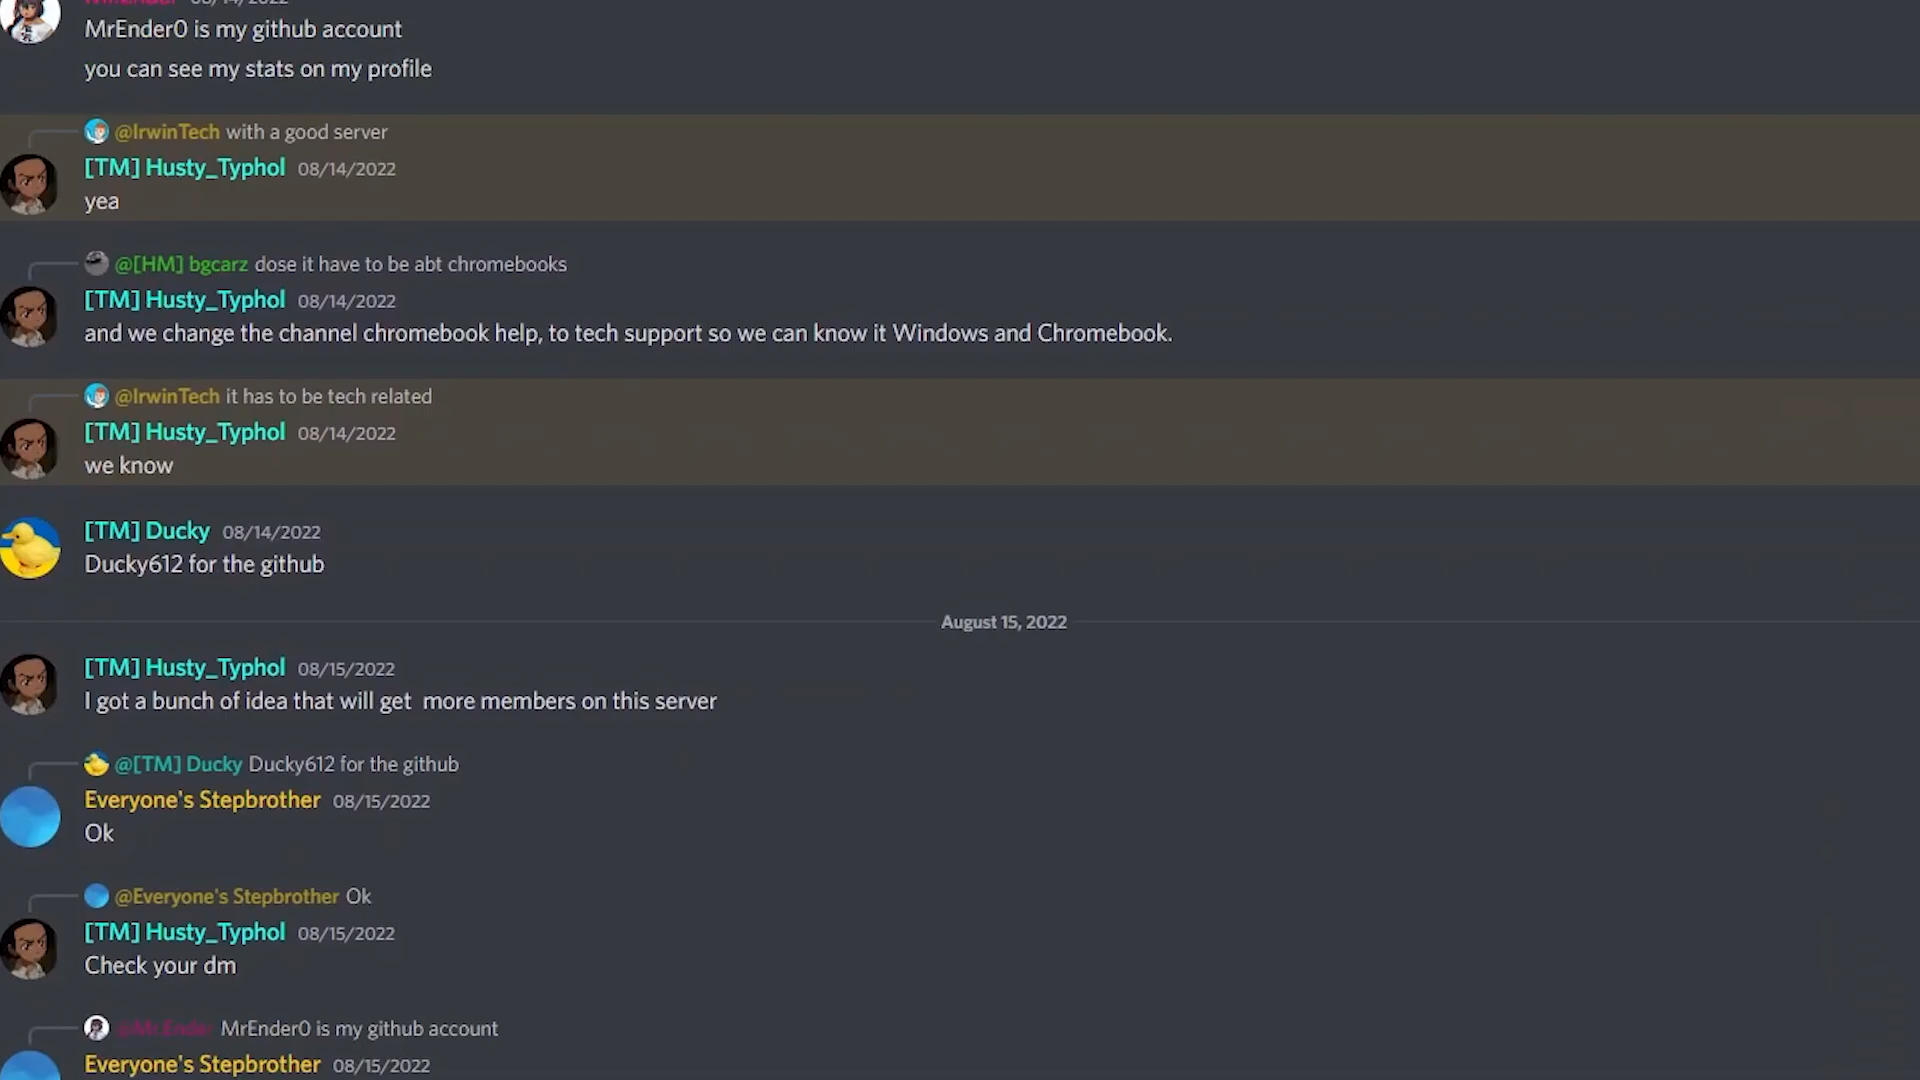 08/14/2022
MrEnder0 is my github account
you can see my stats on my profile
@IrwinTech with a good server
[TM] Husty_Typhol 08/14/2022
yea
@[HM] bgcarz dose it have to be abt chromebooks
[TM] Husty_Typhol 08/14/2022
and we change the channel chromebook help, to tech support so we can know it Windows and Chromebook.
@IrwinTech it has to be tech related
[TM] Husty_Typhol 08/14/2022
we know
[TM] Ducky 08/14/2022
Ducky612 for the github
August 15, 2022
[TM] Husty_Typhol 08/15/2022
I got a bunch of idea that will get  more members on this server
@[TM] Ducky Ducky612 for the github
Everyone's Stepbrother 08/15/2022
Ok
@Everyone's Stepbrother Ok
[TM] Husty_Typhol 08/15/2022
Check your dm
@Mr.Ender MrEnder0 is my github account
Everyone's Stepbrother 08/15/2022